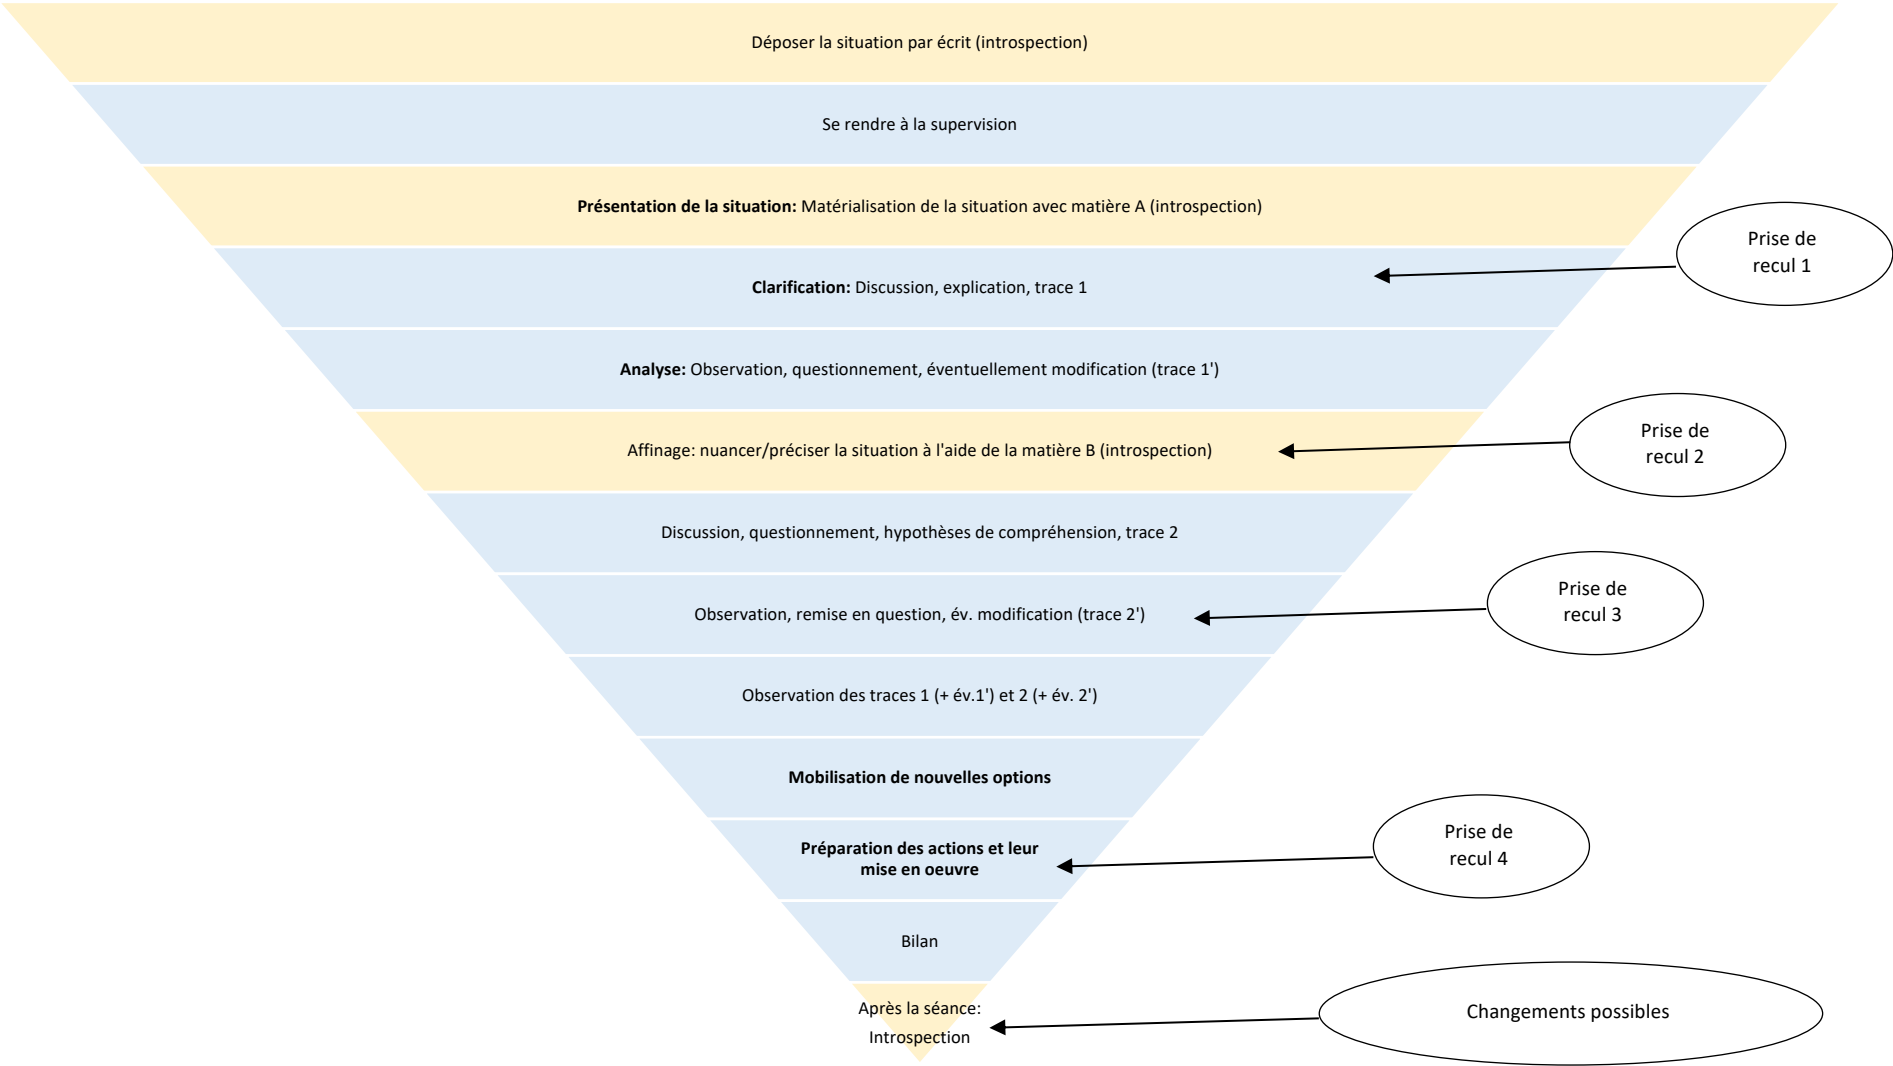 Déposer la situation par écrit (introspection)
Se rendre à la supervision
Présentation de la situation: Matérialisation de la situation avec matière A (introspection)
Prise de
recul 1
Clarification: Discussion, explication, trace 1
Analyse: Observation, questionnement, éventuellement modification (trace 1')
Prise de
recul 2
Affinage: nuancer/préciser la situation à l'aide de la matière B (introspection)
Discussion, questionnement, hypothèses de compréhension, trace 2
Prise de
recul 3
Observation, remise en question, év. modification (trace 2')
Observation des traces 1 (+ év.1') et 2 (+ év. 2')
Mobilisation de nouvelles options
Prise de
recul 4
Préparation des actions et leur
mise en oeuvre
Bilan
Après la séance:
Introspection
Changements possibles